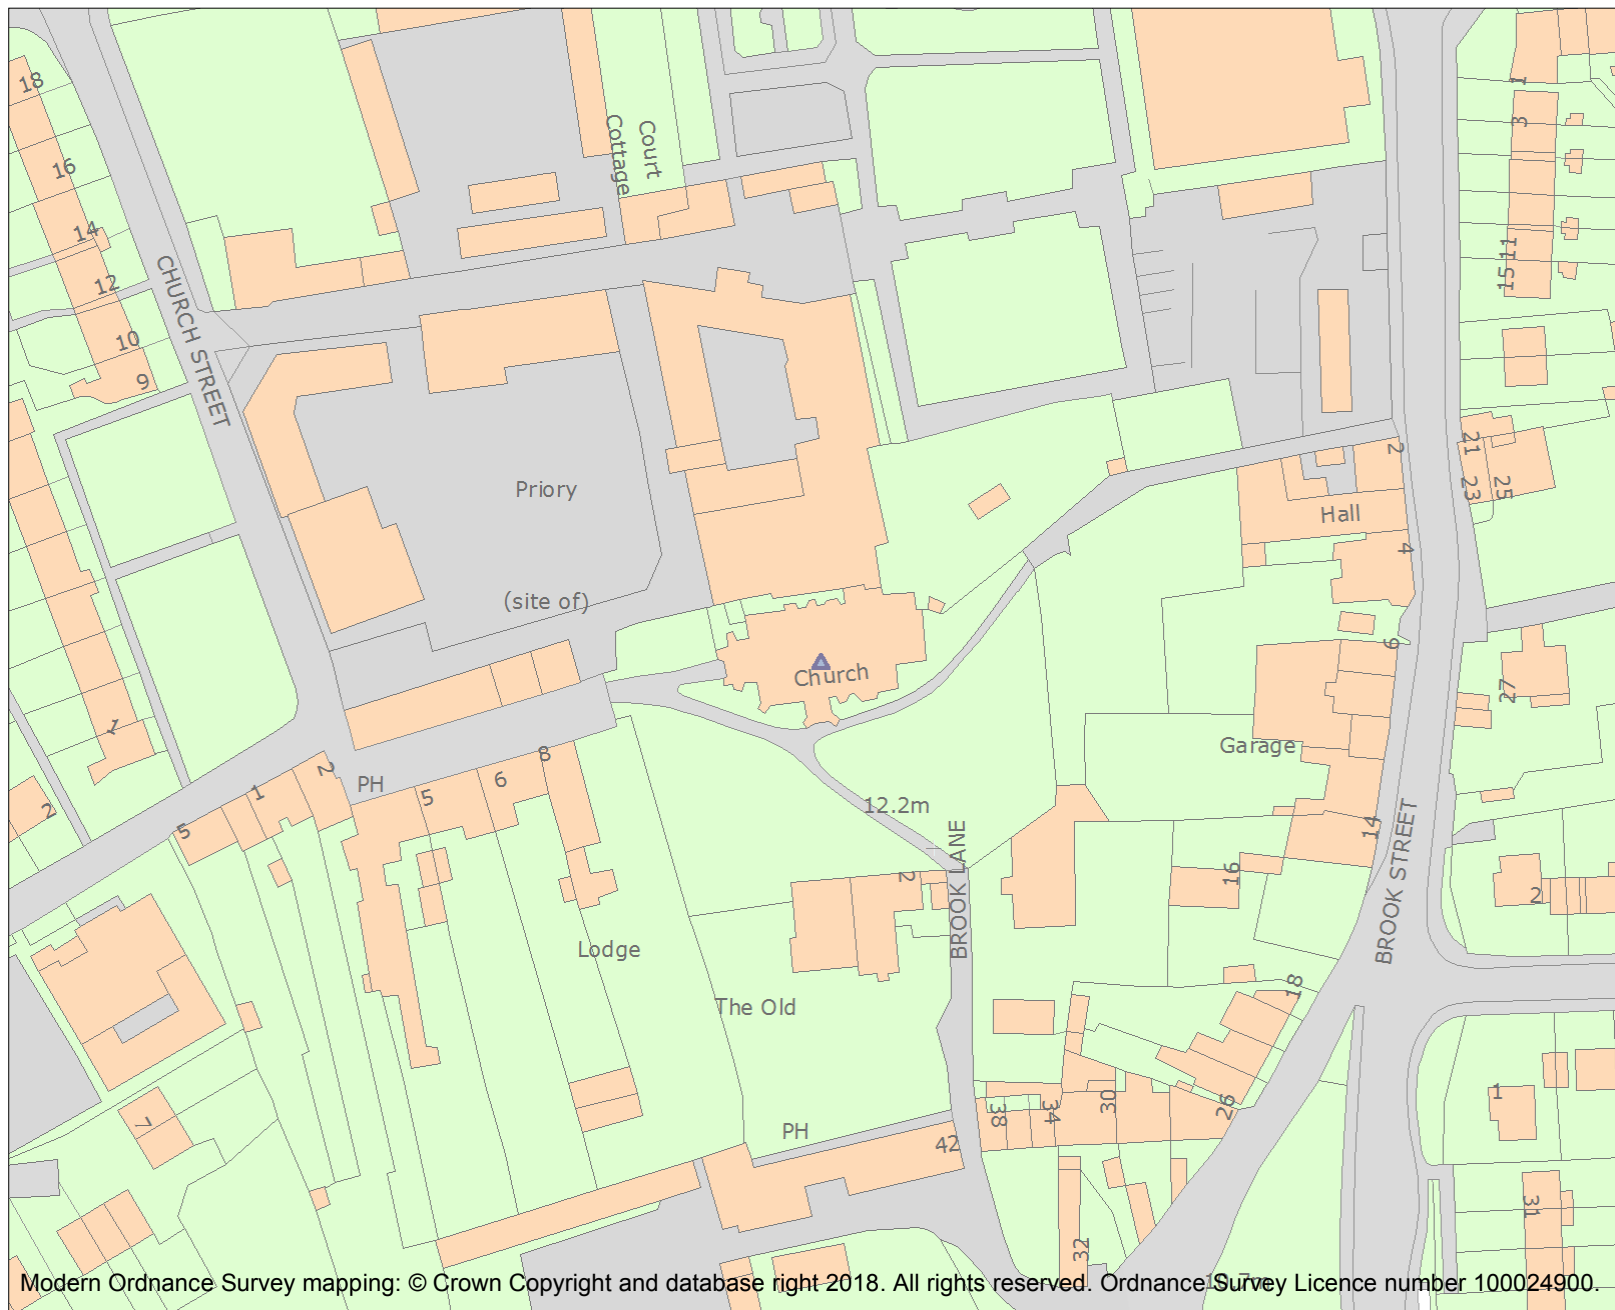 18
1
3
Court
Cottage
16
14
11
15
12
CHURCH STREET
10
9
2
21
Priory
23
25
Hall
4
(site of)
6
Church
27
1
Garage
8
2
PH
6
1
5
2
12.2m
5
14
BROOK STREET
BROOK LANE
16
2
2
Lodge
18
The Old
1
30
26
38
34
7
PH
42
31
32
10.7m
Modern Ordnance Survey mapping: © Crown Copyright and database right 2018. All rights reserved. Ordnance Survey Licence number 100024900.